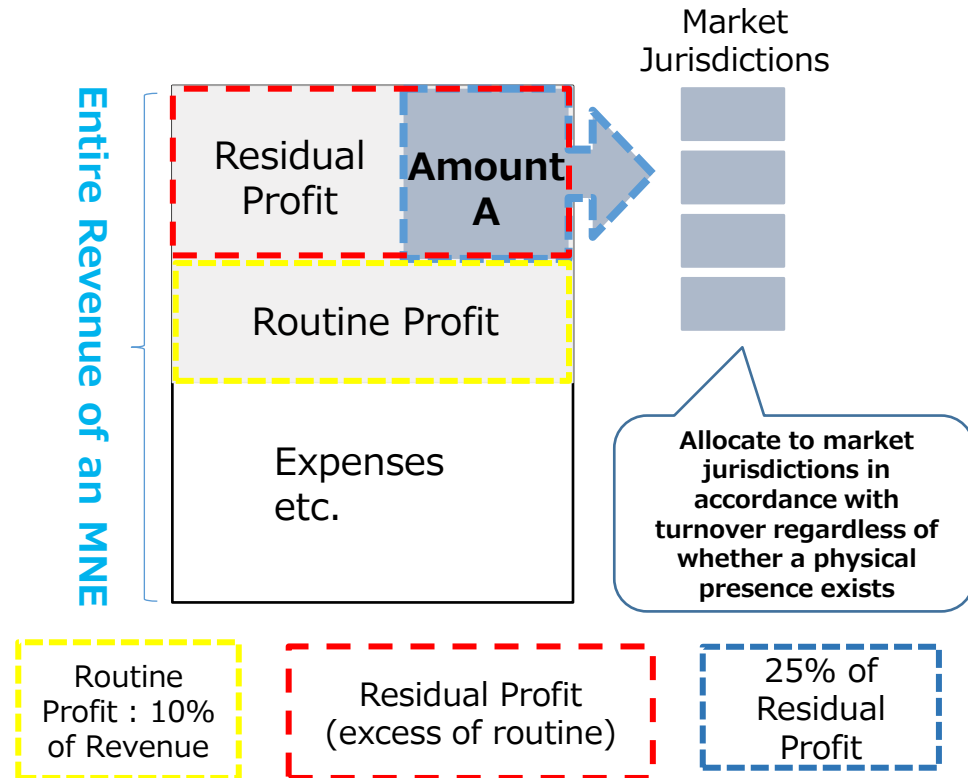 Market
Jurisdictions
Entire Revenue of an MNE
Residual
Profit
Amount
A
Routine Profit
Expenses
etc.
Allocate to market
jurisdictions in
accordance with
turnover regardless of
whether a physical
presence exists
Routine
Profit : 10%
of Revenue
Residual Profit
(excess of routine)
25% of
Residual
Profit